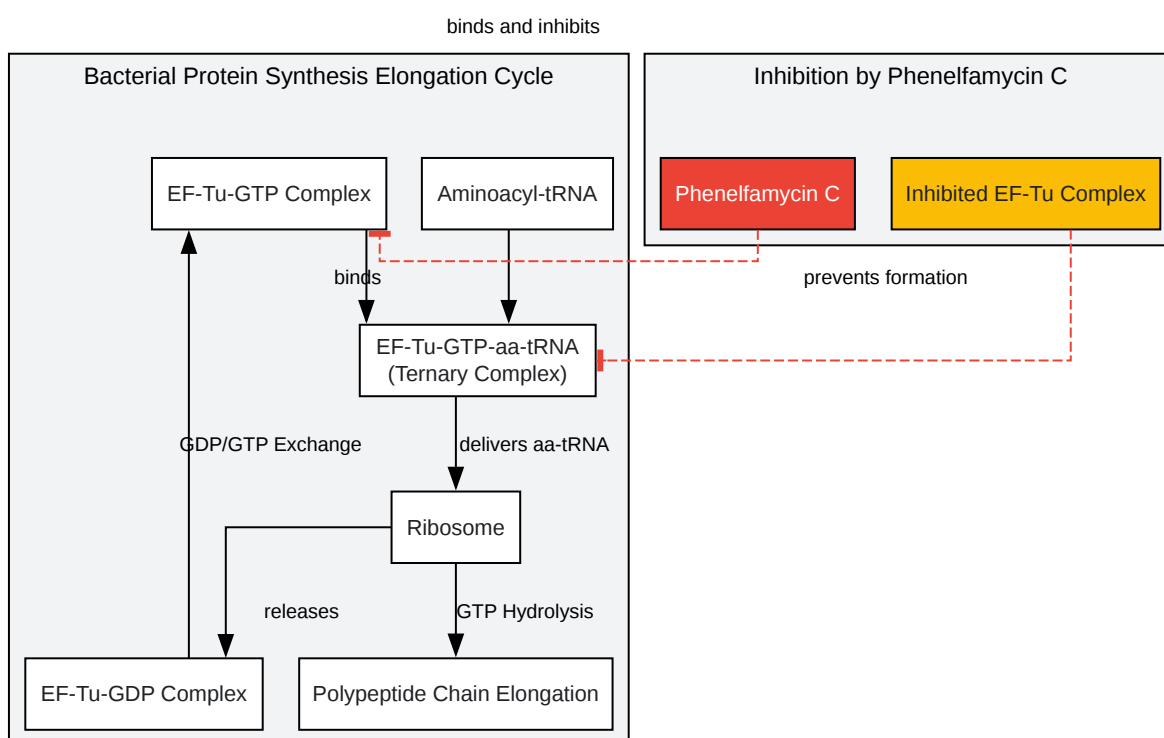 binds and inhibits
Bacterial Protein Synthesis Elongation Cycle
Inhibition by Phenelfamycin C
EF-Tu-GTP Complex
Aminoacyl-tRNA
Phenelfamycin C
Inhibited EF-Tu Complex
binds
prevents formation
EF-Tu-GTP-aa-tRNA
(Ternary Complex)
GDP/GTP Exchange
delivers aa-tRNA
Ribosome
releases
GTP Hydrolysis
EF-Tu-GDP Complex
Polypeptide Chain Elongation